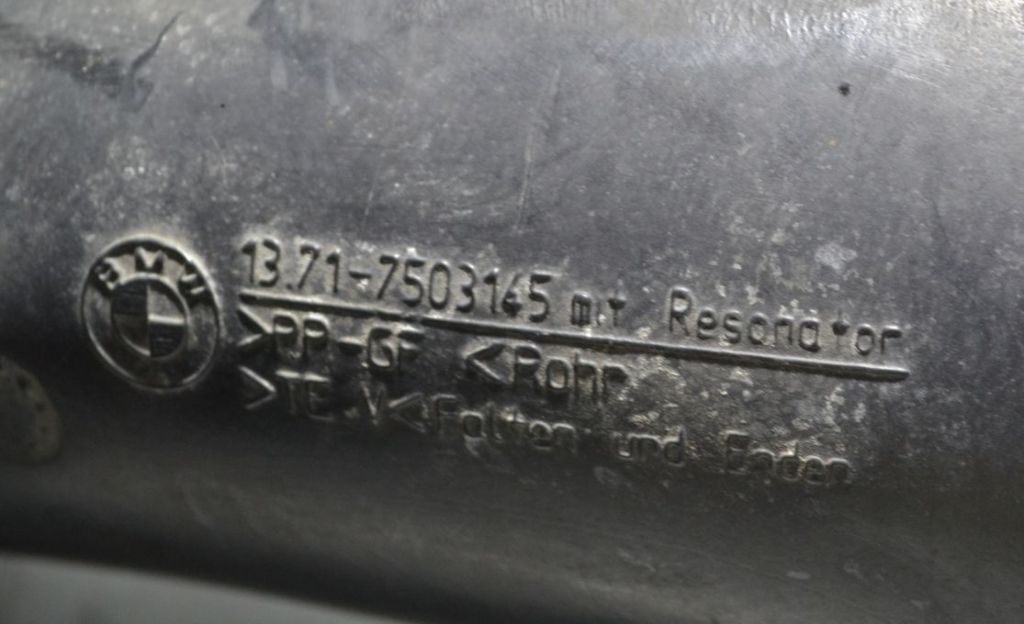 BMW
13.71-7503145 mit Resonator
>PP-GF <Rohr
>TE.V<Falten und Enden